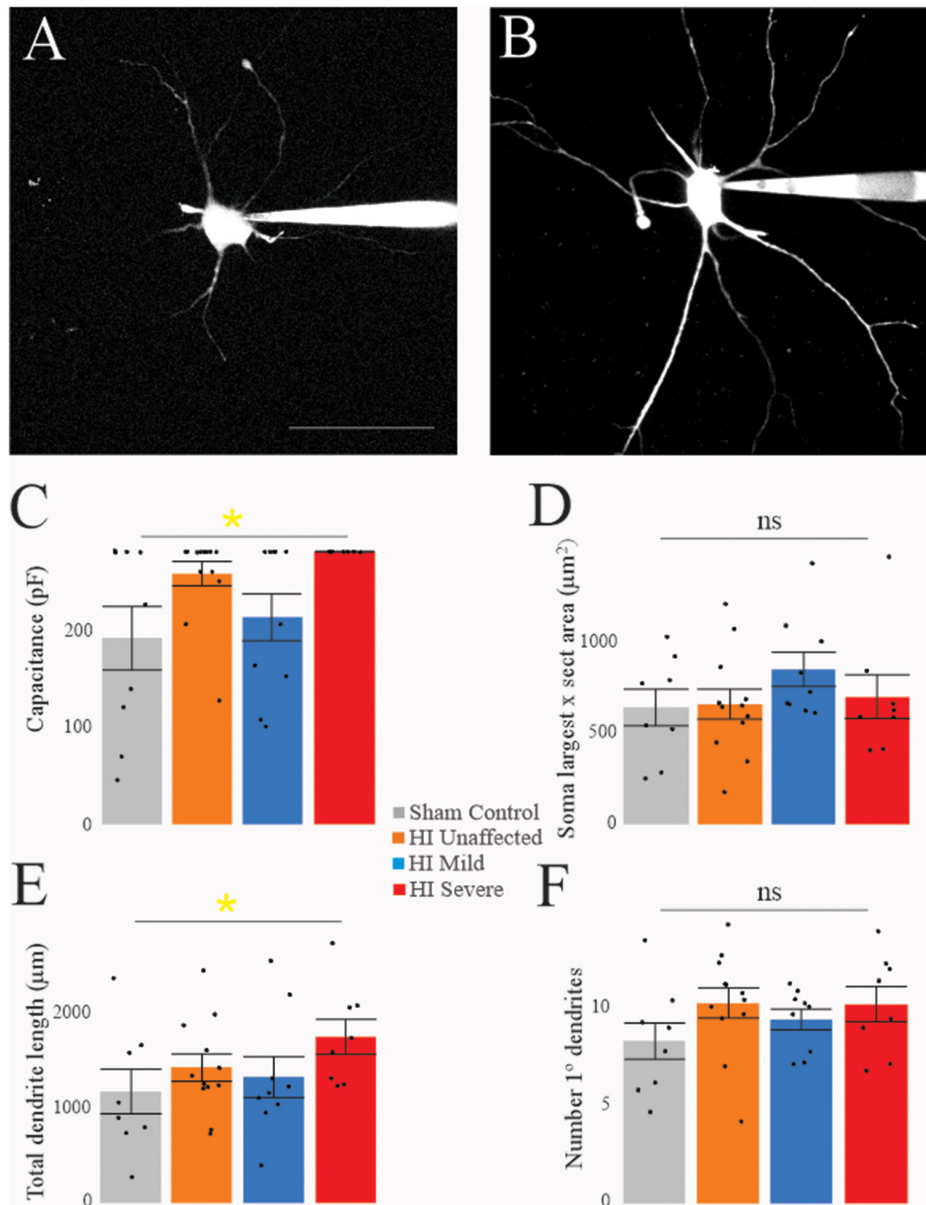 A
B
C
*
Capacitance (pF)
200
100
0
D
ns
Soma largest x sect area (μm²)
1000
500
0
Sham Control
HI Unaffected
HI Mild
HI Severe
E
*
Total dendrite length (μm)
2000
1000
0
F
ns
Number 1º dendrites
10
5
0